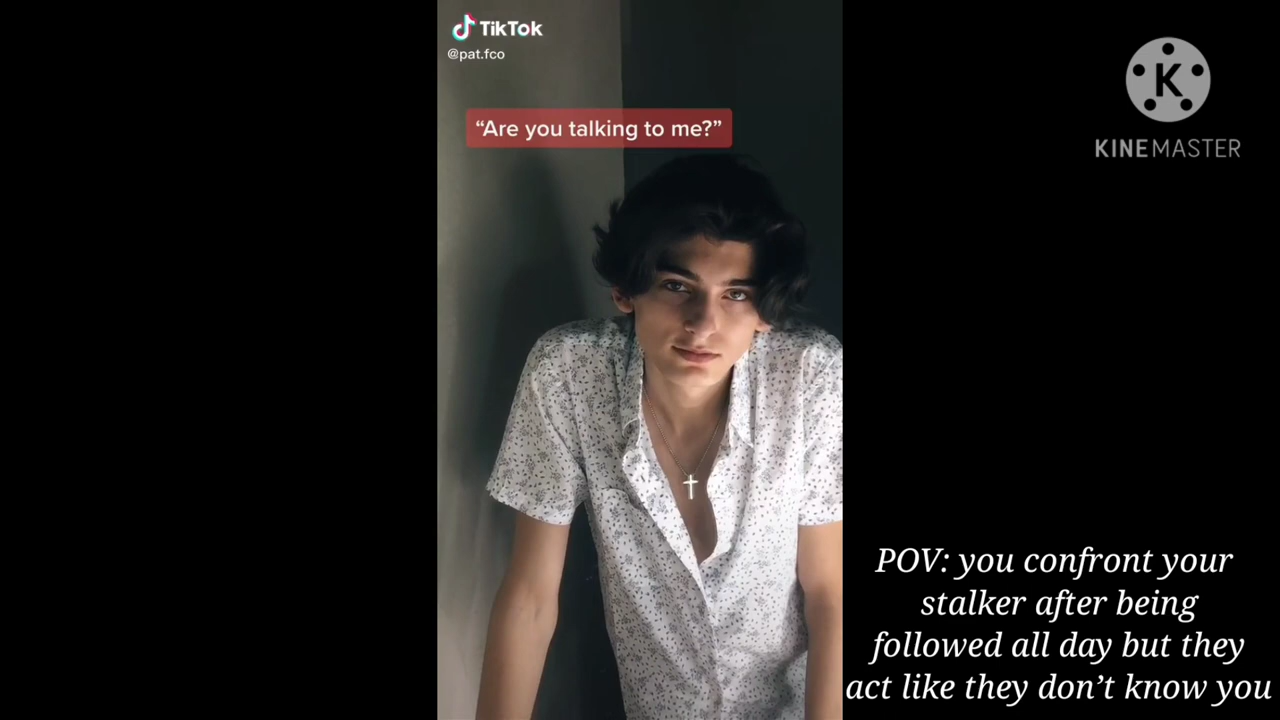 TikTok
@pat.fco
“Are you talking to me?”
K
KINEMASTER
POV: you confront your
stalker after being
followed all day but they
act like they don’t know you